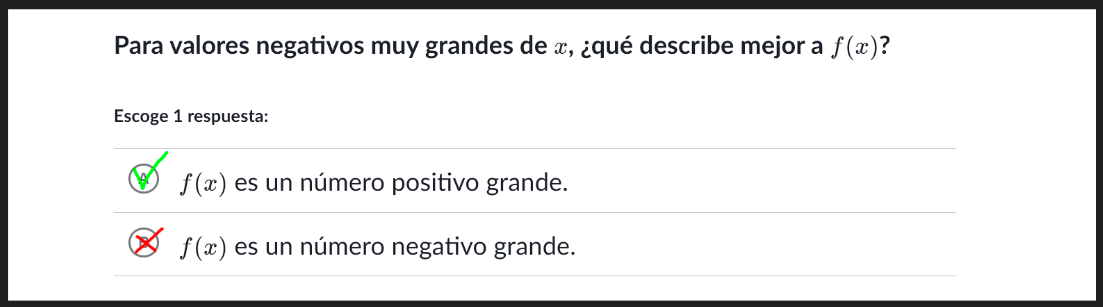 Para valores negativos muy grandes de x, ¿qué describe mejor a f(x)?
Escoge 1 respuesta:
A f(x) es un número positivo grande.
f(x) es un número negativo grande.